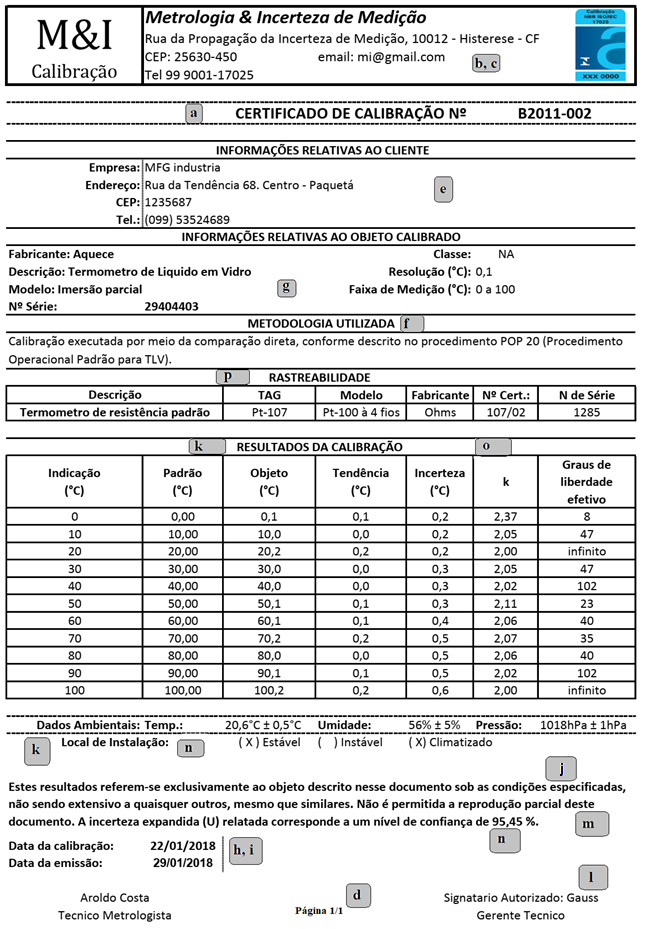 M&I
Calibração
Metrologia & Incerteza de Medição
Rua da Propagação da Incerteza de Medição, 10012 - Histerese - CF
CEP: 25630-450 email: mi@gmail.com
Tel 99 9001-17025
b, c
Calibração
NBR ISO/IEC
17025
XXX 0000
a CERTIFICADO DE CALIBRAÇÃO Nº B2011-002
INFORMAÇÕES RELATIVAS AO CLIENTE
Empresa: MFG industria
Endereço: Rua da Tendência 68. Centro - Paquetá
e
CEP: 1235687
Tel.: (099) 53524689
INFORMAÇÕES RELATIVAS AO OBJETO CALIBRADO
Fabricante: Aquece Classe: NA
Descrição: Termometro de Liquido em Vidro Resolução (°C): 0,1
Modelo: Imersão parcial g Faixa de Medição (°C): 0 a 100
Nº Série: 29404403
METODOLOGIA UTILIZADA f
Calibração executada por meio da comparação direta, conforme descrito no procedimento POP 20 (Procedimento
Operacional Padrão para TLV).
p RASTREABILIDADE
Descrição TAG Modelo Fabricante Nº Cert.: N de Série
Termometro de resistência padrão Pt-107 Pt-100 à 4 fios Ohms 107/02 1285
k RESULTADOS DA CALIBRAÇÃO o
Indicação (°C) Padrão (°C) Objeto (°C) Tendência (°C) Incerteza (°C) k Graus de liberdade efetivo
0 0,00 0,1 0,1 0,2 2,37 8
10 10,00 10,0 0,0 0,2 2,05 47
20 20,00 20,2 0,2 0,2 2,00 infinito
30 30,00 30,0 0,0 0,3 2,05 47
40 40,00 40,0 0,0 0,3 2,02 102
50 50,00 50,1 0,1 0,3 2,11 23
60 60,00 60,1 0,1 0,4 2,06 40
70 70,00 70,2 0,2 0,5 2,07 35
80 80,00 80,0 0,0 0,5 2,06 40
90 90,00 90,1 0,1 0,5 2,02 102
100 100,00 100,2 0,2 0,6 2,00 infinito
Dados Ambientais: Temp.: 20,6°C ± 0,5°C Umidade: 56% ± 5% Pressão: 1018hPa ± 1hPa
k Local de Instalação: n ( X ) Estável ( ) Instável ( X) Climatizado
j
Estes resultados referem-se exclusivamente ao objeto descrito nesse documento sob as condições especificadas,
não sendo extensivo a quaisquer outros, mesmo que similares. Não é permitida a reprodução parcial deste
documento. A incerteza expandida (U) relatada corresponde a um nível de confiança de 95,45 %.
m
n
Data da calibração: 22/01/2018
h, i
Data da emissão: 29/01/2018
l
d
Aroldo Costa Signatario Autorizado: Gauss
Tecnico Metrologista Página 1/1 Gerente Tecnico